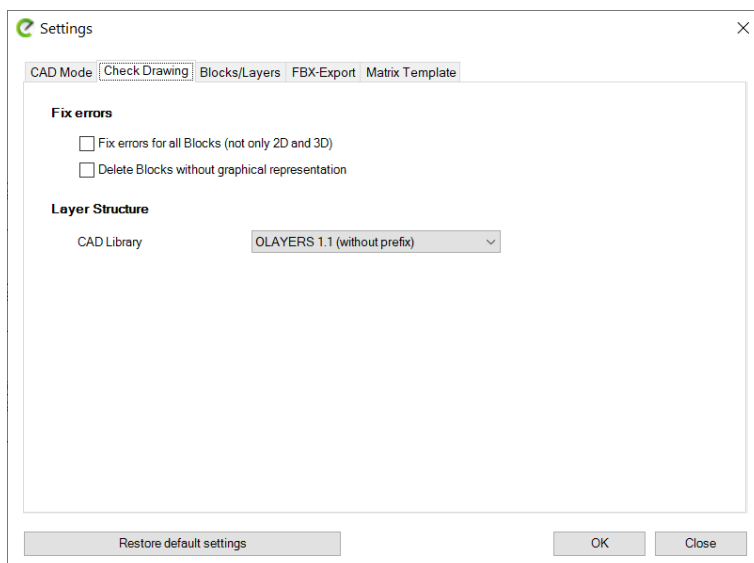 Settings
CAD Mode Check Drawing Blocks/Layers FBX-Export Matrix Template
Fix errors
Fix errors for all Blocks (not only 2D and 3D)
Delete Blocks without graphical representation
Layer Structure
CAD Library OLAYERS 1.1 (without prefix)
Restore default settings OK Close